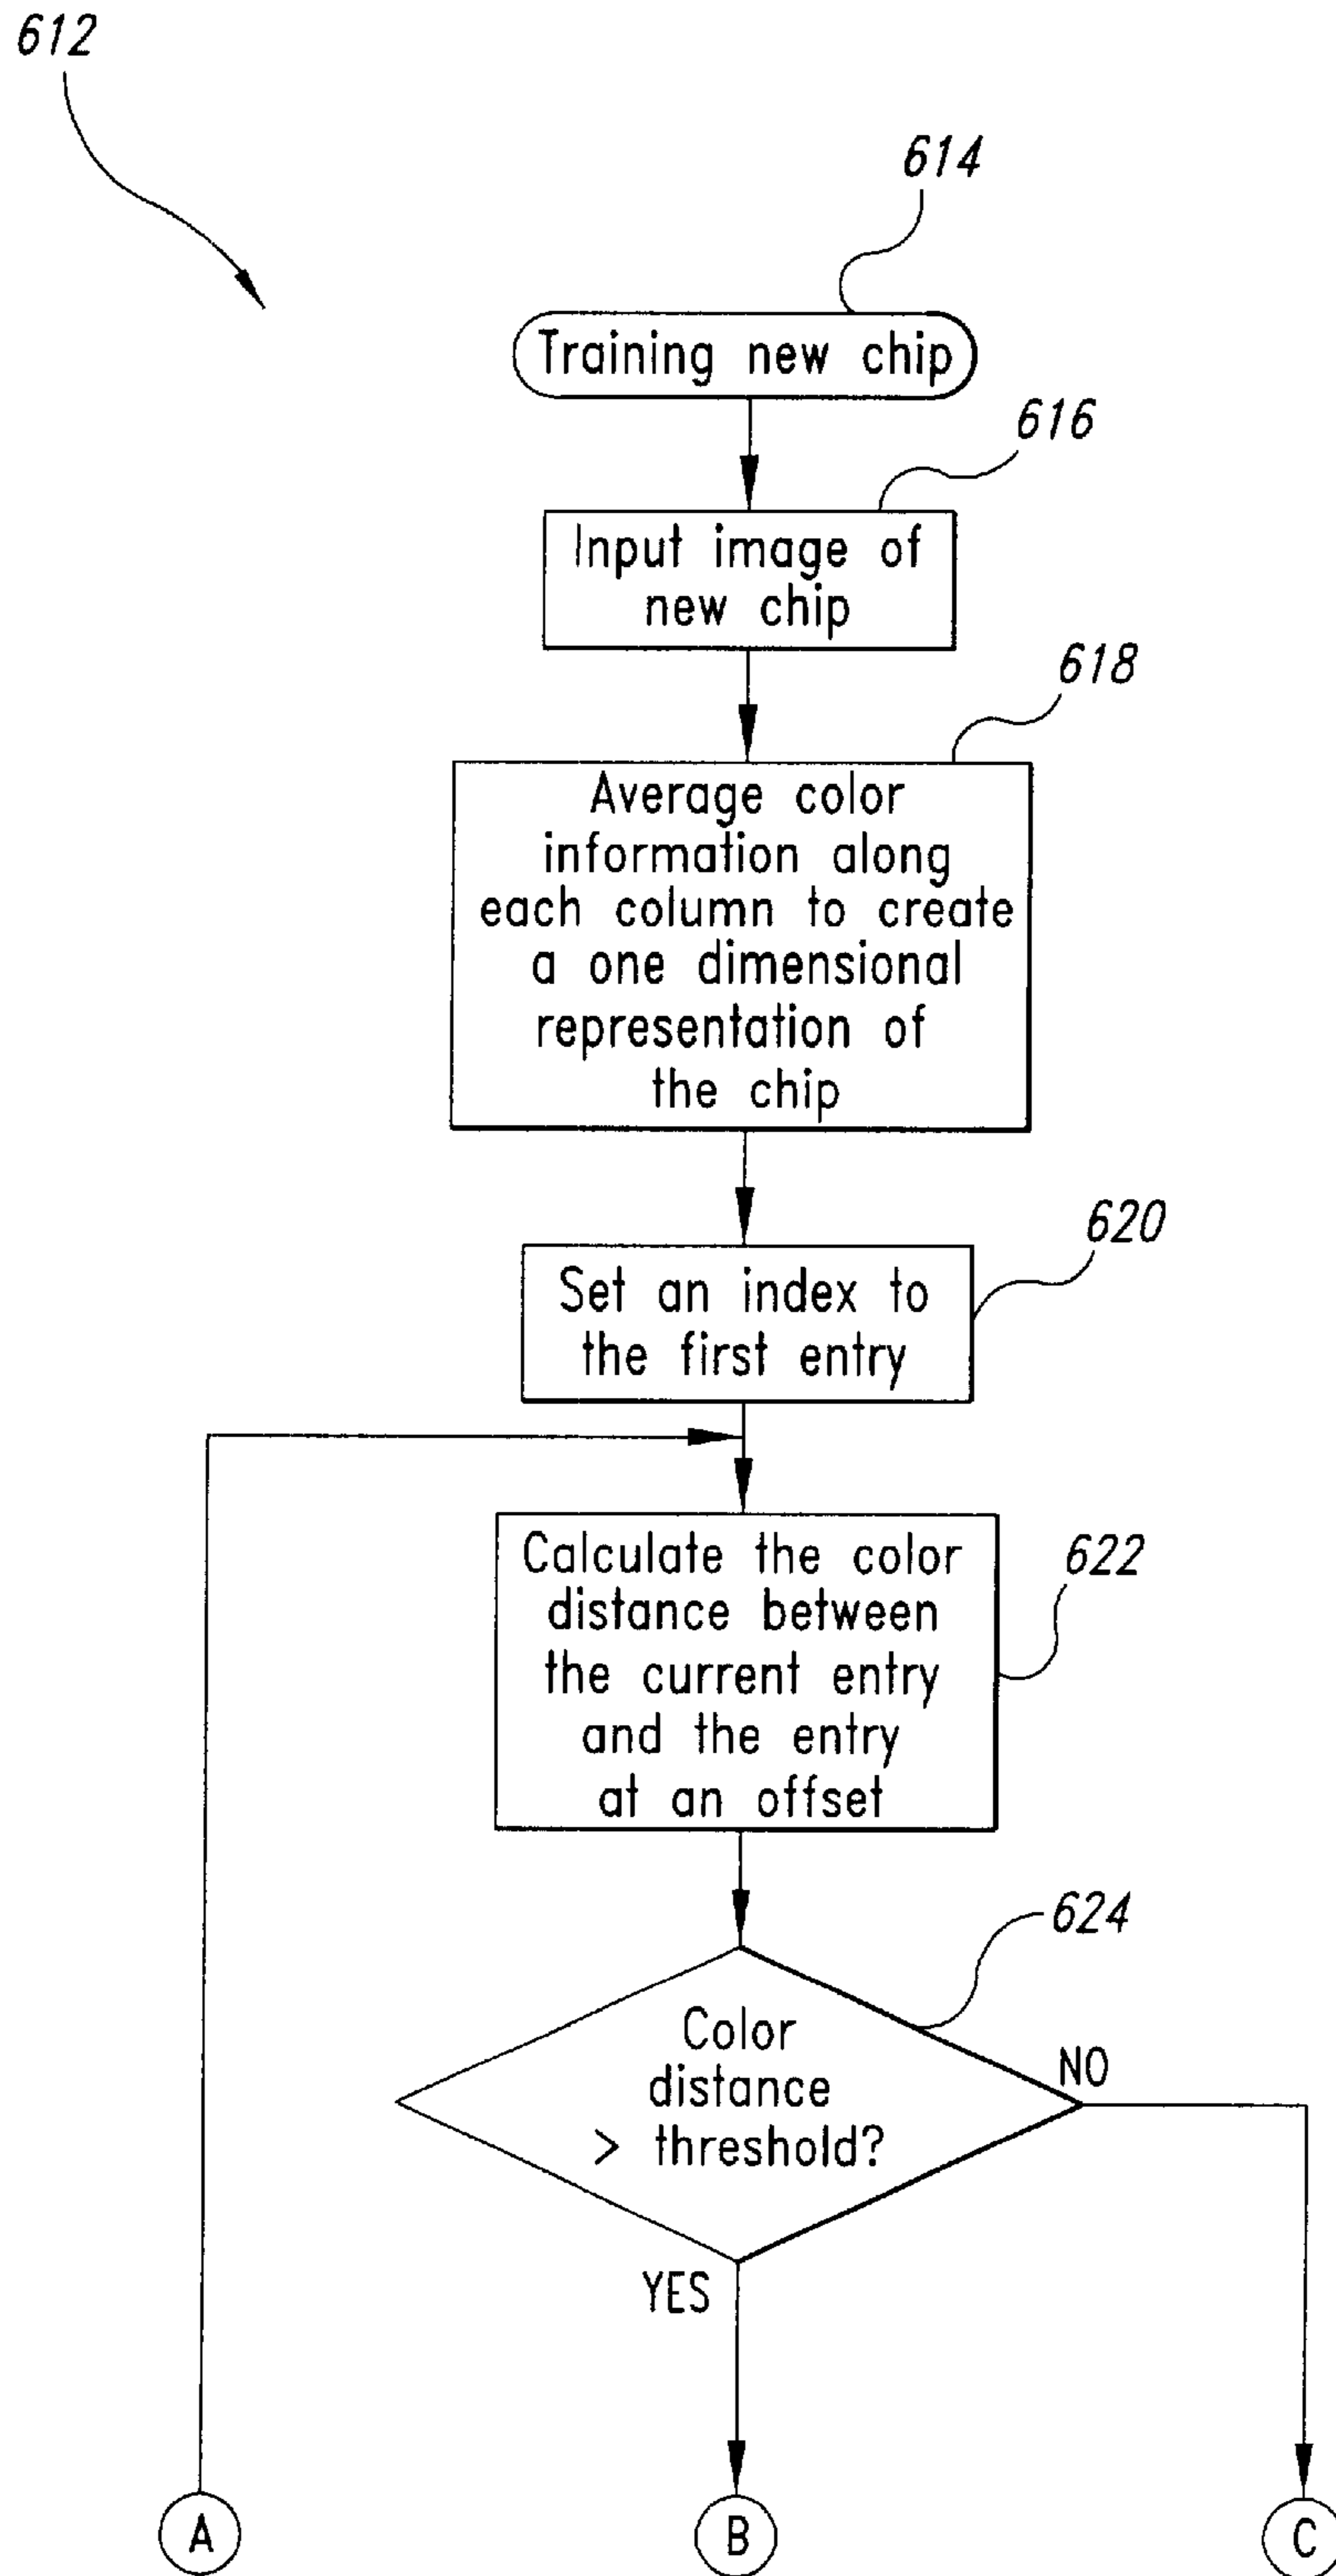 612
614
Training new chip
616
Input image of
new chip
618
Average color
information along
each column to create
a one dimensional
representation of
the chip
620
Set an index to
the first entry
622
Calculate the color
distance between
the current entry
and the entry
at an offset
624
Color
distance
> threshold?
NO
YES
A
B
C